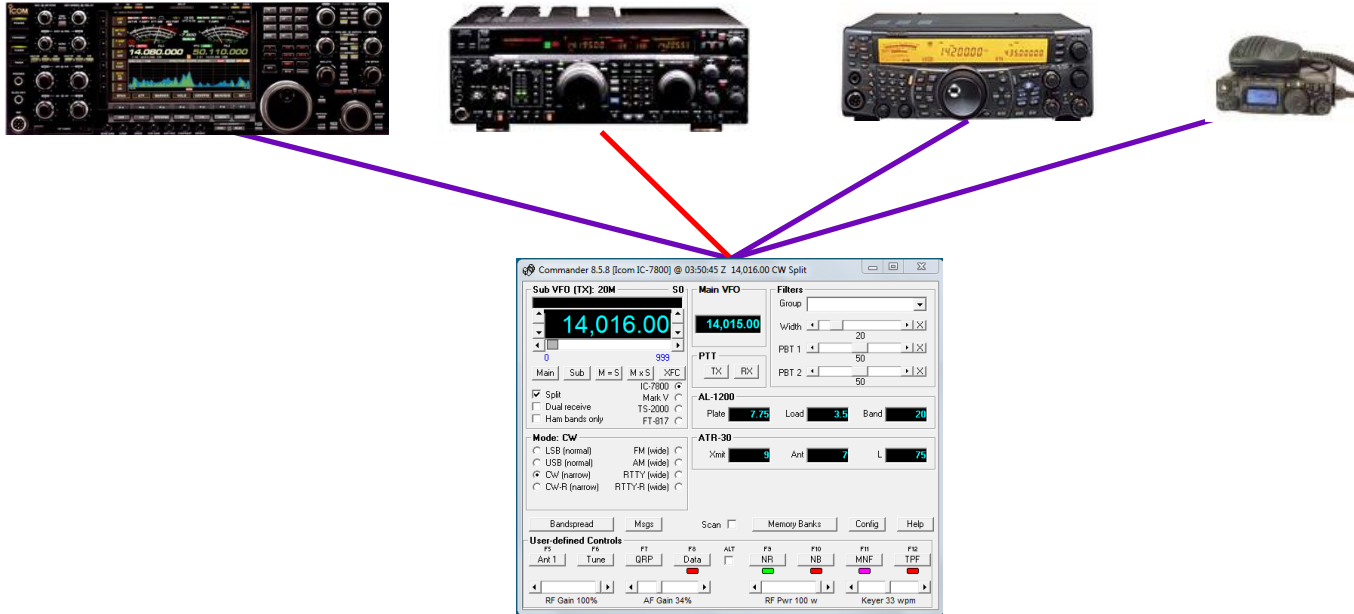 ICOM
14.080.000 50.110.000
14.20000 435.00000
Commander 8.5.8 [Icom IC-7800] @ 03:50:45 Z 14,016.00 CW Split
Sub VFO (TX): 20M S0
14,016.00
0 999
Main Sub M = S M x S XFC
IC-7800
Split Mark V
Dual receive TS-2000
Ham bands only FT-817
Main VFO
14,015.00
PTT
TX RX
Filters
Group
Width X
20
PBT 1 X
50
PBT 2 X
50
AL-1200
Plate 7.75 Load 3.5 Band 20
ATR-30
Xmit 9 Ant 7 L 75
Mode: CW
LSB (normal) FM (wide)
USB (normal) AM (wide)
CW (narrow) RTTY (wide)
CW-R (narrow) RTTY-R (wide)
Bandspread Msgs Scan Memory Banks Config Help
User-defined Controls
F5 F6 F7 F8 ALT F9 F10 F11 F12
Ant 1 Tune QRP Data NR NB MNF TPF
RF Gain 100% AF Gain 34% RF Pwr 100 w Keyer 33 wpm